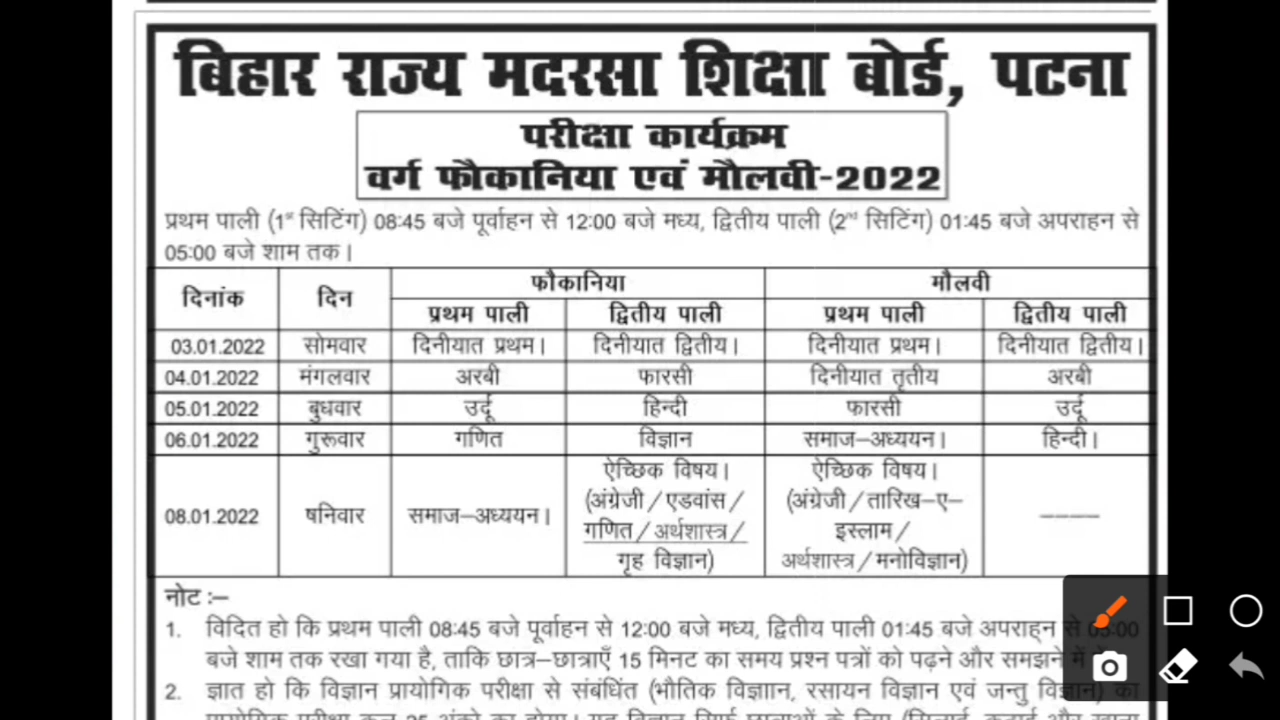 बिहार राज्य मदरसा शिक्षा बोर्ड, पटना
परीक्षा कार्यक्रम
वर्ग फौकानिया एवं मौलवी-2022
प्रथम पाली (1st सिटिंग) 08:45 बजे पूर्वाहन से 12:00 बजे मध्य, द्वितीय पाली (2nd सिटिंग) 01:45 बजे अपराहन से
05:00 बजे शाम तक।
दिनांक दिन फौकानिया मौलवी
प्रथम पाली द्वितीय पाली प्रथम पाली द्वितीय पाली
03.01.2022 सोमवार दिनीयात प्रथम। दिनीयात द्वितीय। दिनीयात प्रथम। दिनीयात द्वितीय।
04.01.2022 मंगलवार अरबी फारसी दिनीयात तृतीय अरबी
05.01.2022 बुधवार उर्दू हिन्दी फारसी उर्दू
06.01.2022 गुरूवार गणित विज्ञान समाज–अध्ययन। हिन्दी।
08.01.2022 षनिवार समाज–अध्ययन। ऐच्छिक विषय। ऐच्छिक विषय। ————
(अंग्रेजी/एडवांस/ (अंग्रेजी/तारिख–ए–
गणित/अर्थशास्त्र/ इस्लाम/
गृह विज्ञान) अर्थशास्त्र/मनोविज्ञान)
नोट :–
1. विदित हो कि प्रथम पाली 08:45 बजे पूर्वाहन से 12:00 बजे मध्य, द्वितीय पाली 01:45 बजे अपराह्न से 05:00
बजे शाम तक रखा गया है, ताकि छात्र–छात्राएँ 15 मिनट का समय प्रश्न पत्रों को पढ़ने और समझने में
2. ज्ञात हो कि विज्ञान प्रायोगिक परीक्षा से संबंधित (भौतिक विज्ञाान, रसायन विज्ञान एवं जन्तु विज्ञान) का